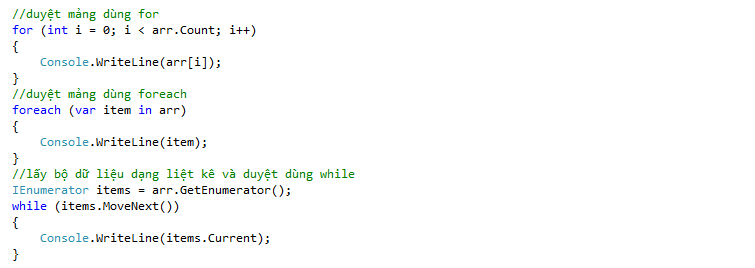 //duyệt mảng dùng for
for (int i = 0; i < arr.Count; i++)
{
    Console.WriteLine(arr[i]);
}
//duyệt mảng dùng foreach
foreach (var item in arr)
{
    Console.WriteLine(item);
}
//lấy bộ dữ liệu dạng liệt kê và duyệt dùng while
IEnumerator items = arr.GetEnumerator();
while (items.MoveNext())
{
    Console.WriteLine(items.Current);
}